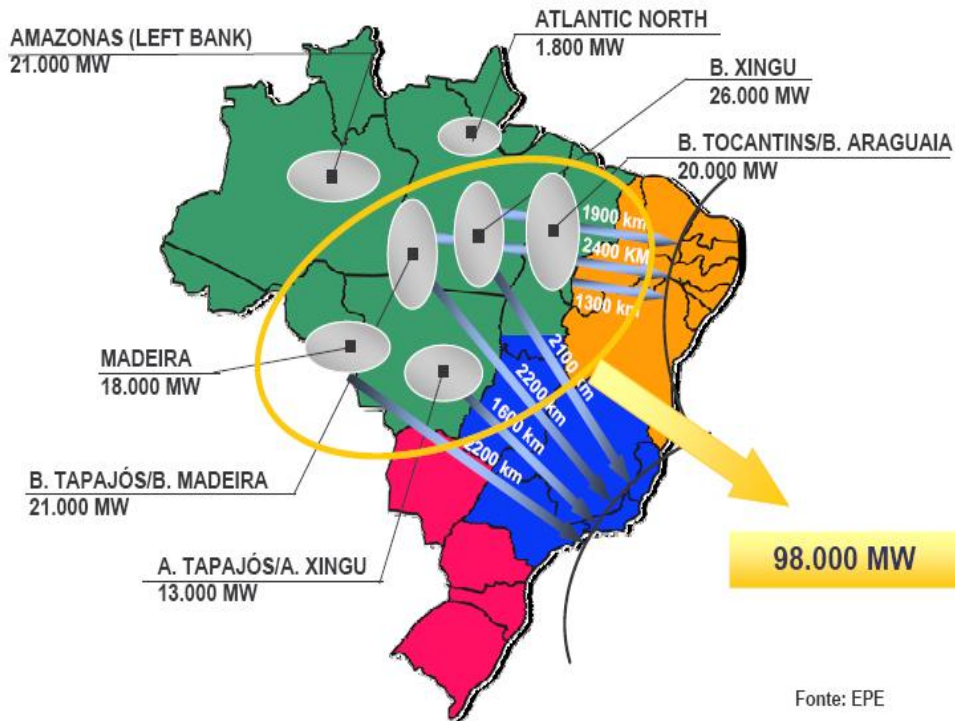 AMAZONAS (LEFT BANK)
21.000 MW
ATLANTIC NORTH
1.800 MW
B. XINGU
26.000 MW
B. TOCANTINS/B. ARAGUAIA
20.000 MW
1900 km
2400 KM
1300 km
MADEIRA
18.000 MW
2100 km
2200 km
1600 km
2200 km
B. TAPAJÓS/B. MADEIRA
21.000 MW
A. TAPAJÓS/A. XINGU
13.000 MW
98.000 MW
Fonte: EPE